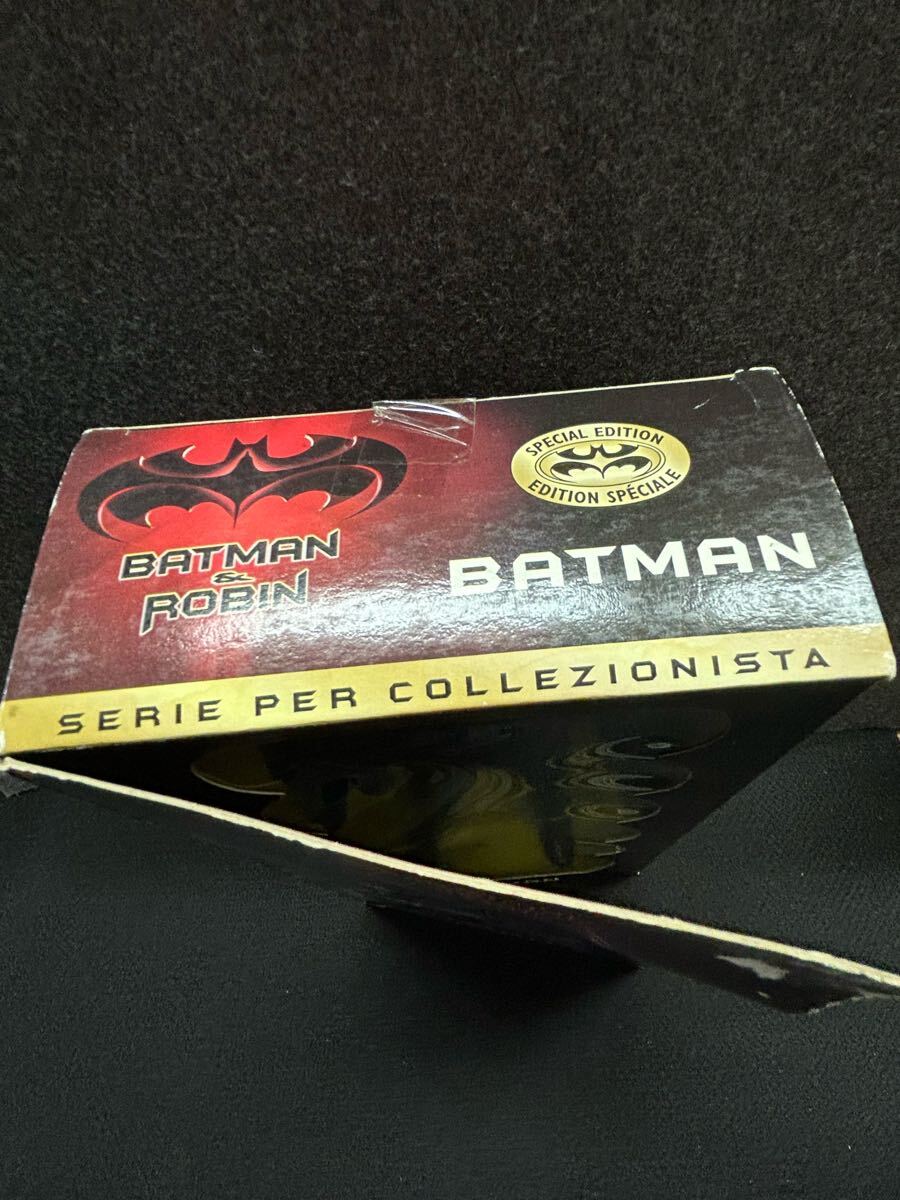 BATMAN
&
ROBIN
SPECIAL EDITION
EDITION SPÉCIALE
BATMAN
SERIE PER COLLEZIONISTA